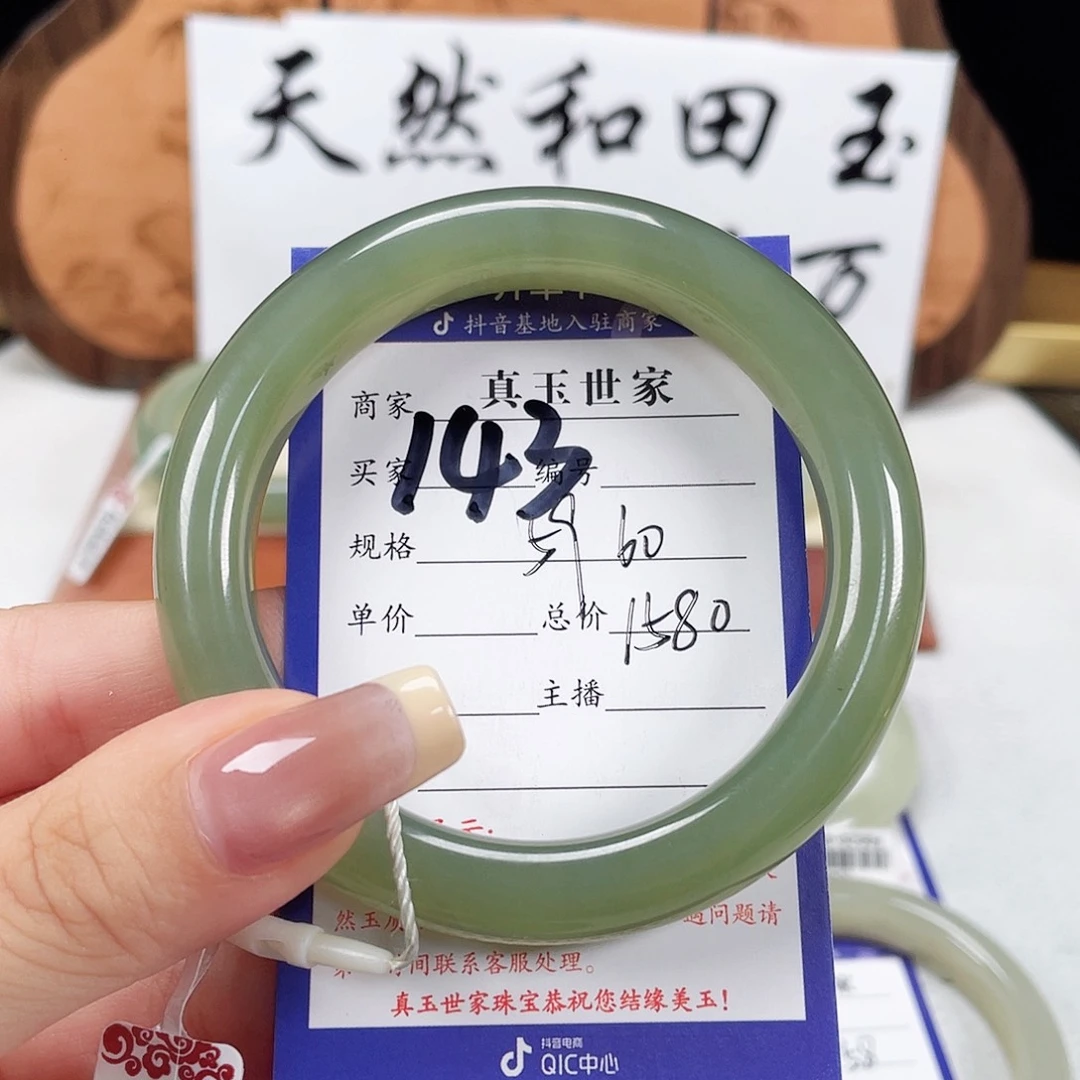 天然和田玉
万
抖音基地入驻商家
商家 真玉世家
143
买家 编号
规格 60
单价 总价 1580
主播
然玉质 遇问题请
时间联系客服处理。
真玉世家珠宝恭祝您结缘美玉！
抖音电商
QIC中心